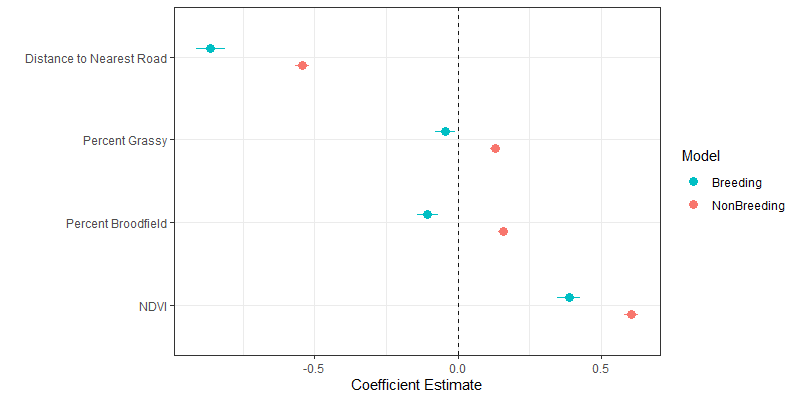 Distance to Nearest Road
Percent Grassy
Percent Broodfield
NDVI
-0.5
0.0
0.5
Coefficient Estimate
Model
Breeding
NonBreeding